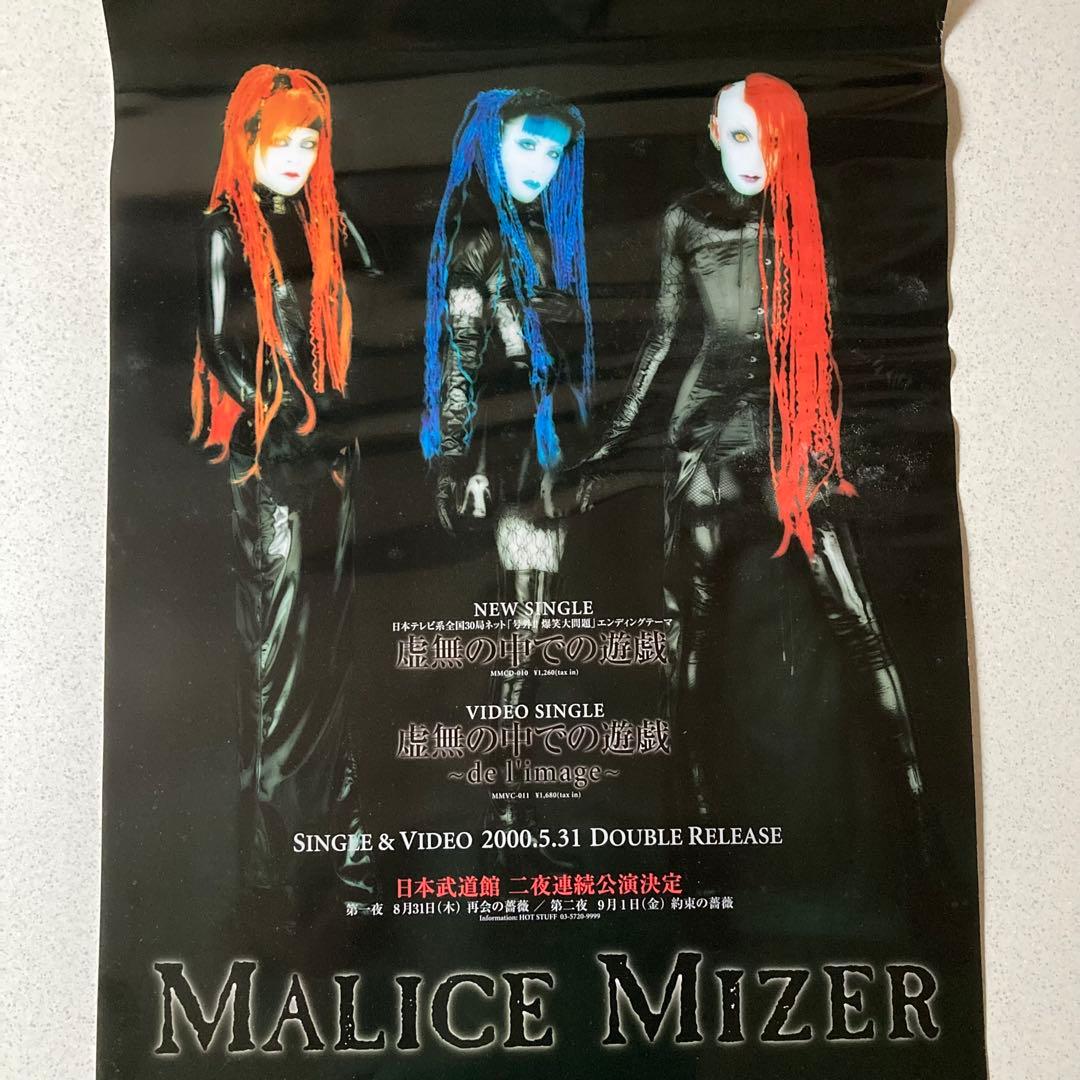 NEW SINGLE
日本テレビ系全国30局ネット「号外!! 爆笑大問題」エンディングテーマ
虚無の中での遊戯
MMCD-010 ¥1,260(tax in)
VIDEO SINGLE
虚無の中での遊戯
~de l'image~
MMVC-011 ¥1,680(tax in)
SINGLE & VIDEO 2000.5.31 DOUBLE RELEASE
日本武道館 二夜連続公演決定
第一夜 8月31日(木) 再会の薔薇 / 第二夜 9月1日(金) 約束の薔薇
Information: HOT STUFF 03-5720-9999
MALICE MIZER